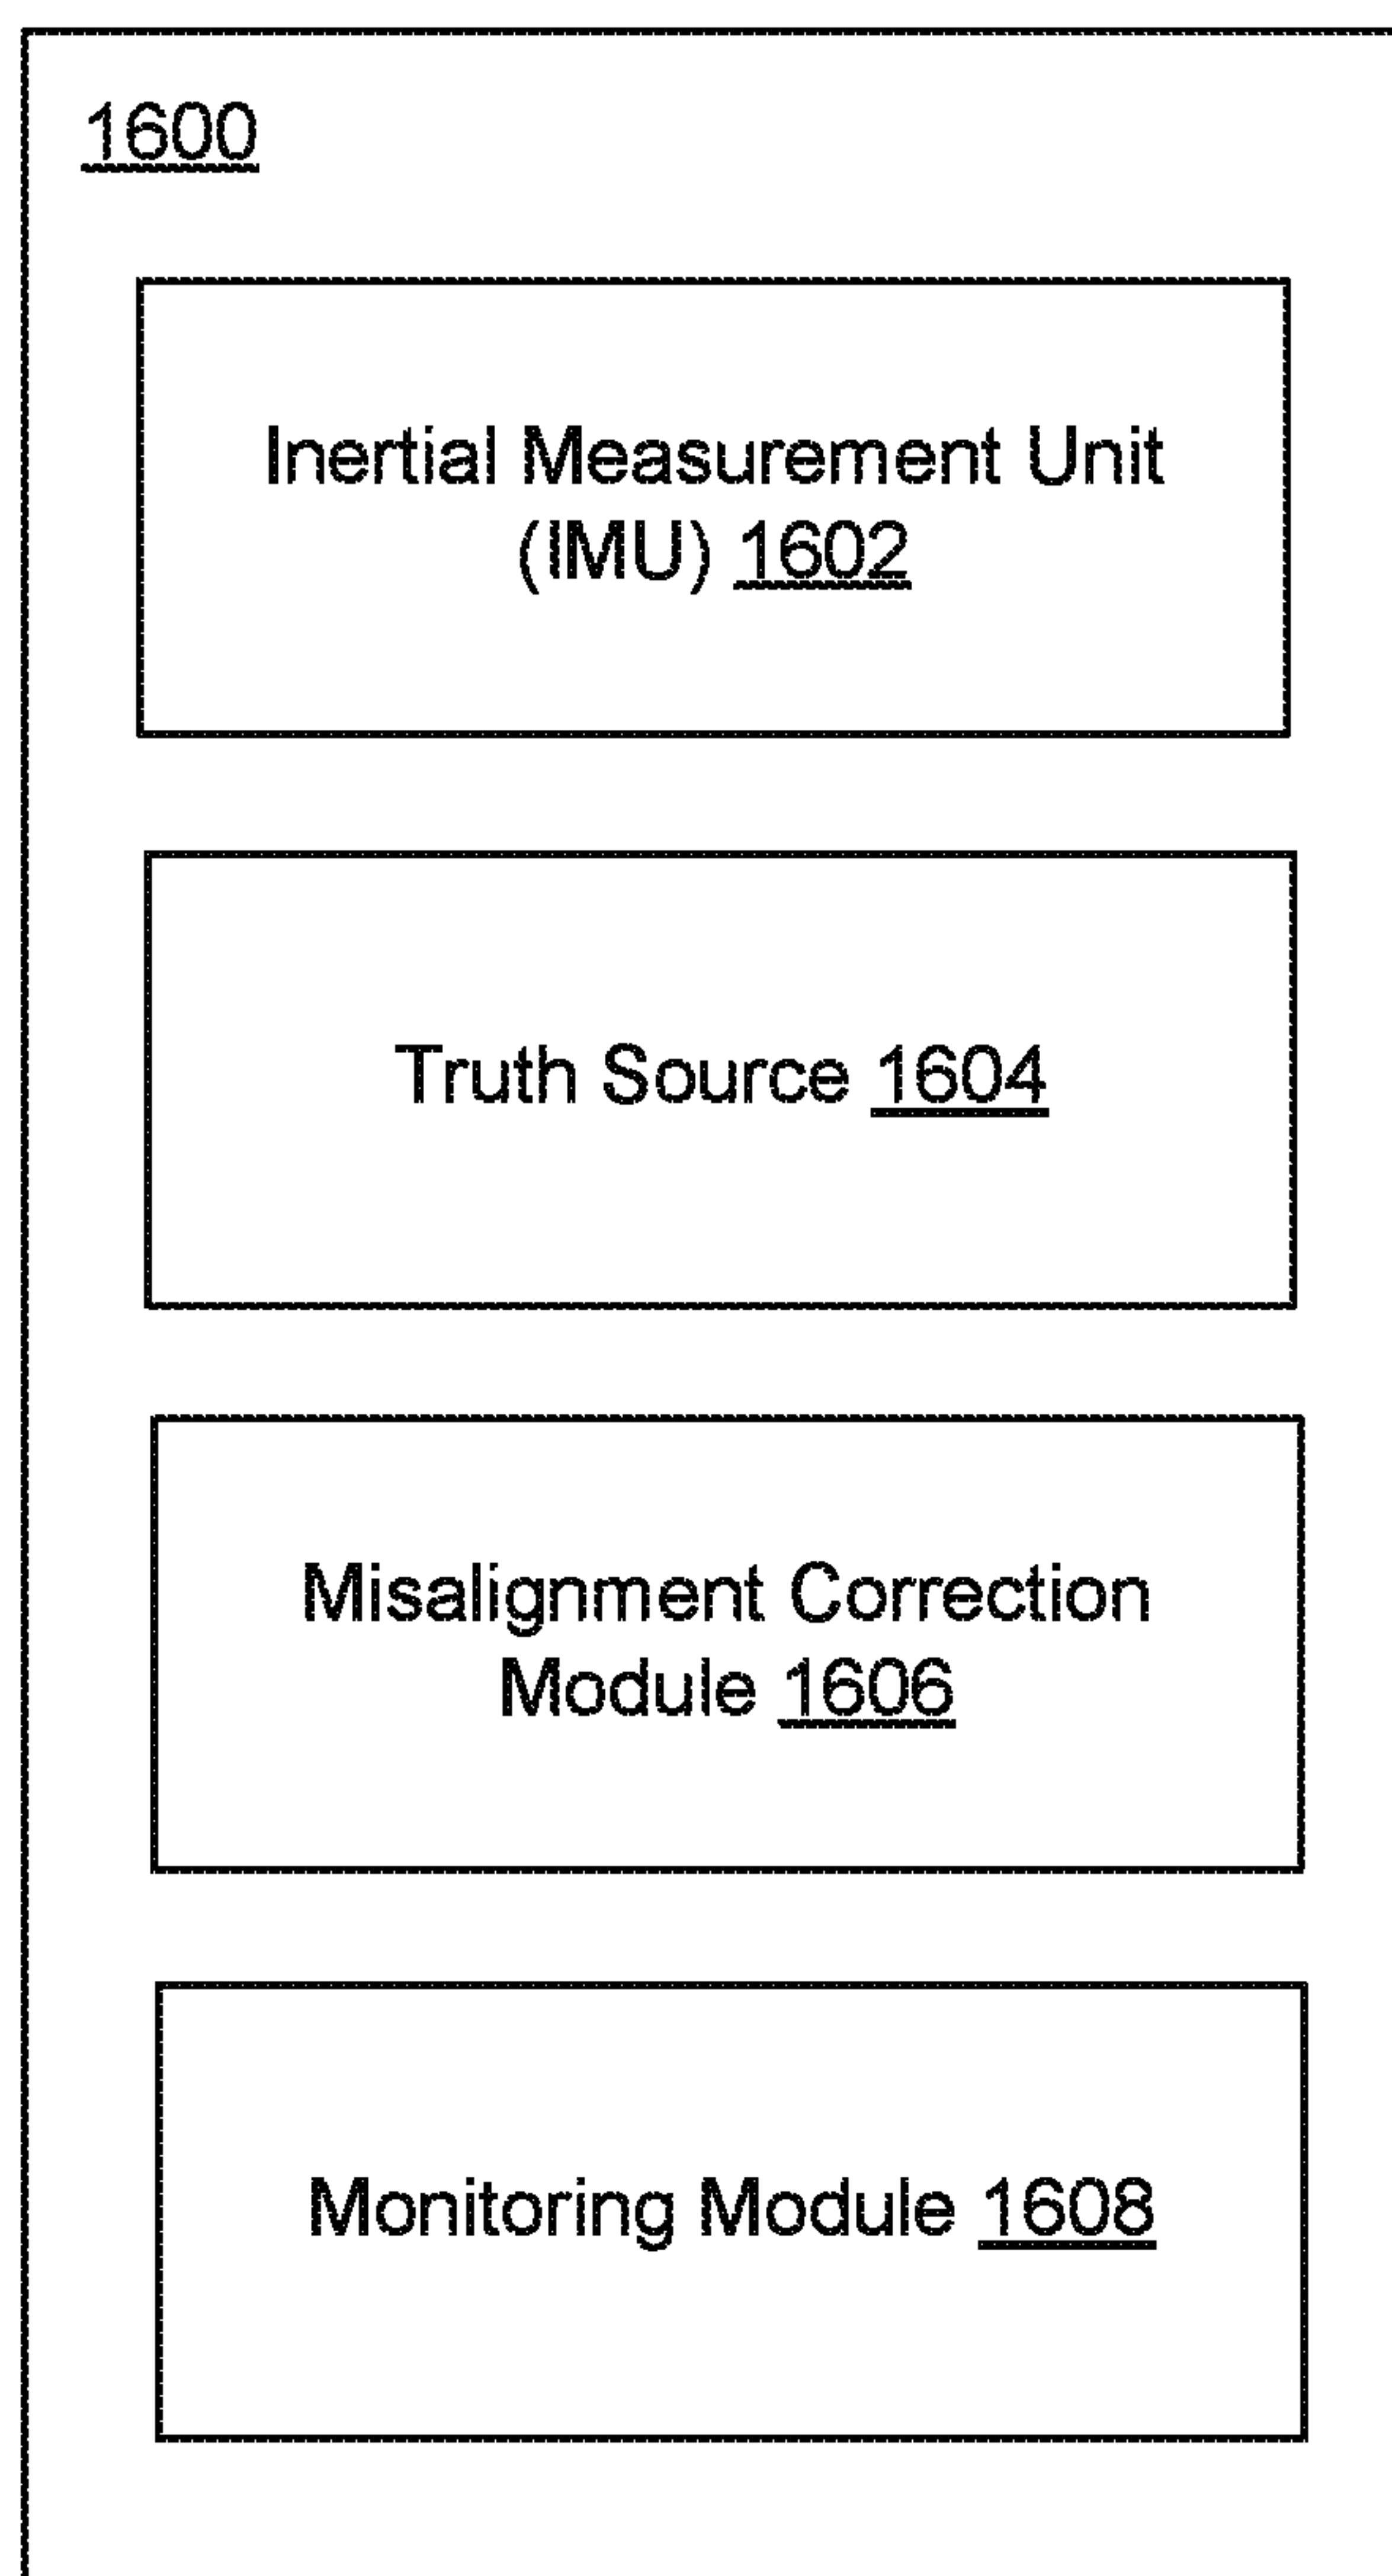 1600
Inertial Measurement Unit
(IMU) 1602
Truth Source 1604
Misalignment Correction
Module 1606
Monitoring Module 1608